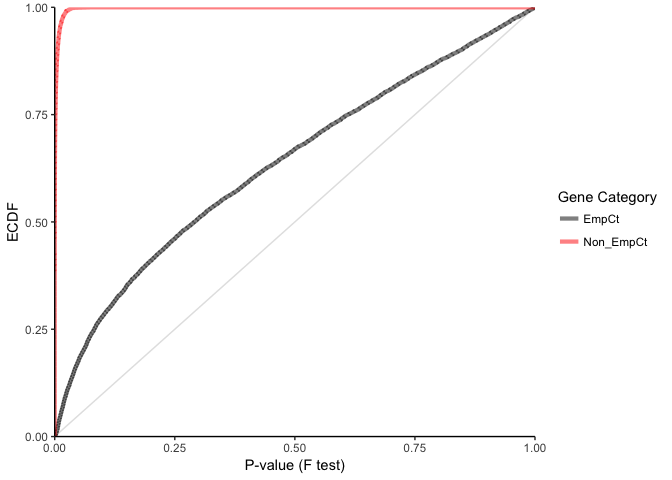 1.00
0.75
0.50
0.25
0.00
ECDF
0.00 0.25 0.50 0.75 1.00
P-value (F test)
Gene Category
EmpCt
Non_EmpCt